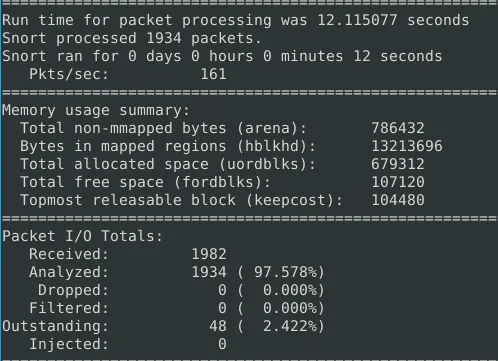 ===============================================================================
Run time for packet processing was 12.115077 seconds
Snort processed 1934 packets.
Snort ran for 0 days 0 hours 0 minutes 12 seconds
   Pkts/sec:          161
===============================================================================
Memory usage summary:
  Total non-mmapped bytes (arena):       786432
  Bytes in mapped regions (hblkhd):      13213696
  Total allocated space (uordblks):      679312
  Total free space (fordblks):           107120
  Topmost releasable block (keepcost):   104480
===============================================================================
Packet I/O Totals:
   Received:         1982
   Analyzed:         1934 ( 97.578%)
    Dropped:            0 (  0.000%)
   Filtered:            0 (  0.000%)
Outstanding:           48 (  2.422%)
   Injected:            0
===============================================================================